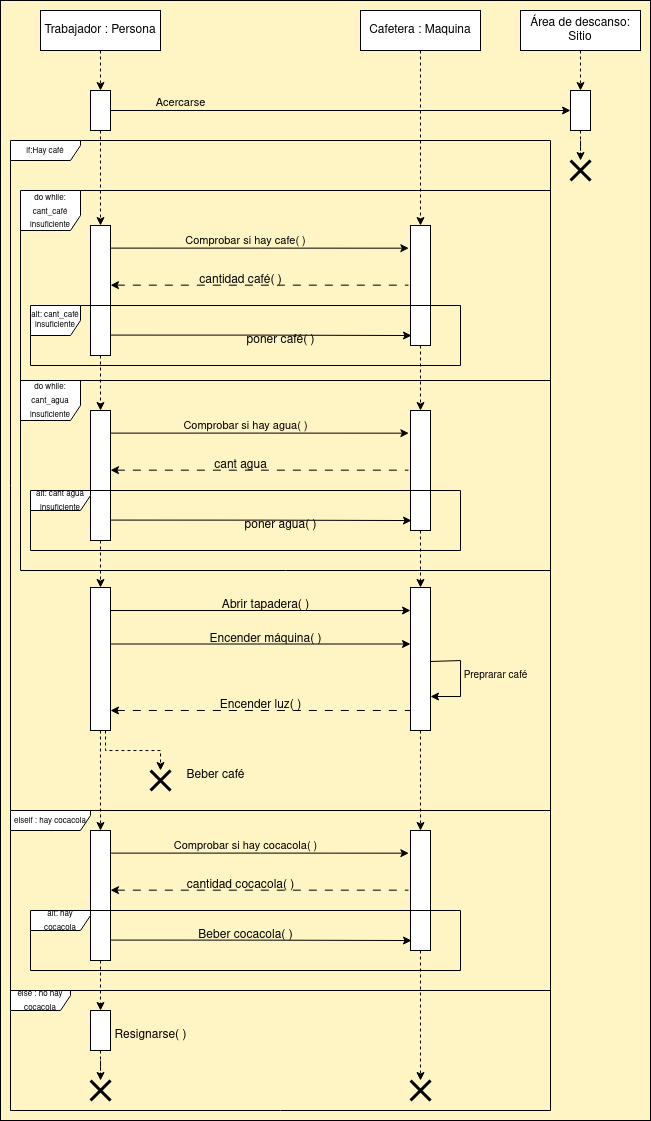 Trabajador : Persona
Cafetera : Maquina
Área de descanso:
Sitio
Acercarse
if:Hay café
do while:
cant_café
insuficiente
Comprobar si hay cafe( )
cantidad café( )
alt: cant_café
insuficiente
poner café( )
do while:
cant_agua
insuficiente
Comprobar si hay agua( )
cant agua
alt: cant agua
insuficiente
poner agua( )
Abrir tapadera( )
Encender máquina( )
Preprarar café
Encender luz( )
Beber café
elseif : hay cocacola
Comprobar si hay cocacola( )
cantidad cocacola( )
alt: hay
cocacola
Beber cocacola( )
else : no hay
cocacola
Resignarse( )